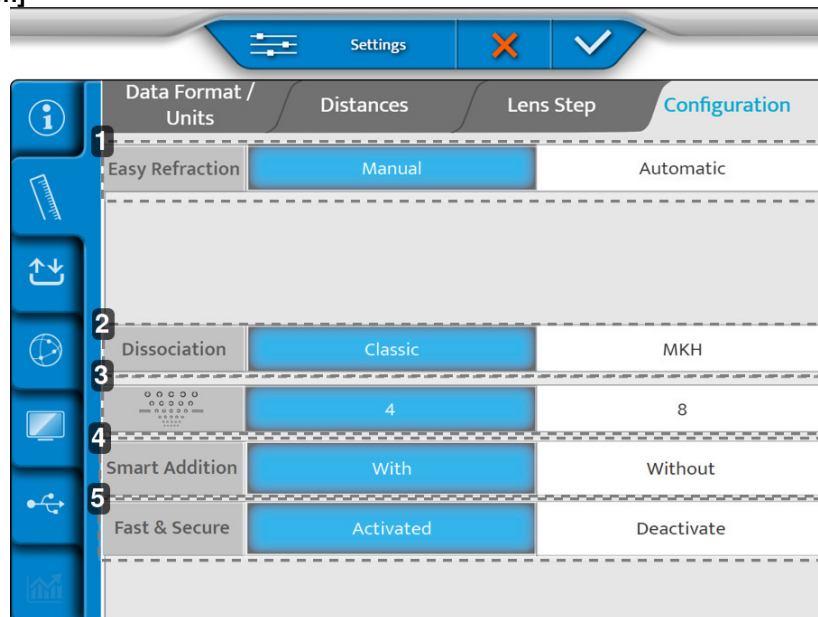 n]
Settings
Data Format /
Units
Distances
Lens Step
Configuration
1
Easy Refraction
Manual
Automatic
2
Dissociation
Classic
MKH
3
4
8
4
Smart Addition
With
Without
5
Fast & Secure
Activated
Deactivate